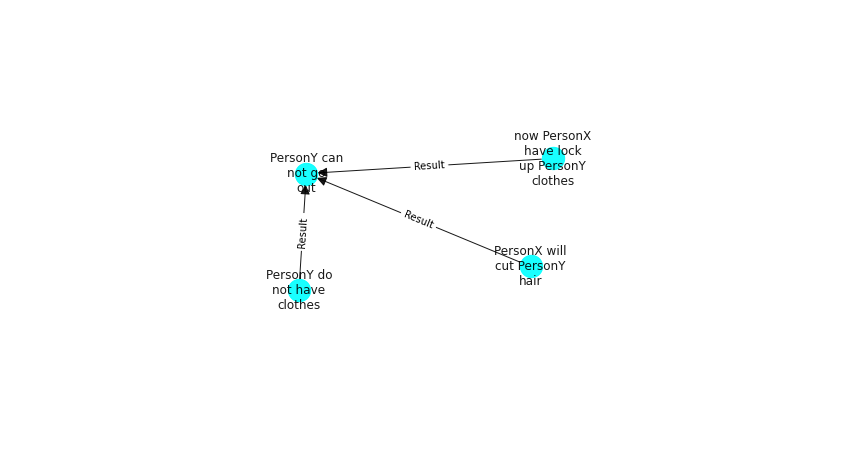 now PersonX
have lock
up PersonY
clothes
PersonY can
not go
out
Result
Result
Result
PersonX will
cut PersonY
hair
PersonY do
not have
clothes